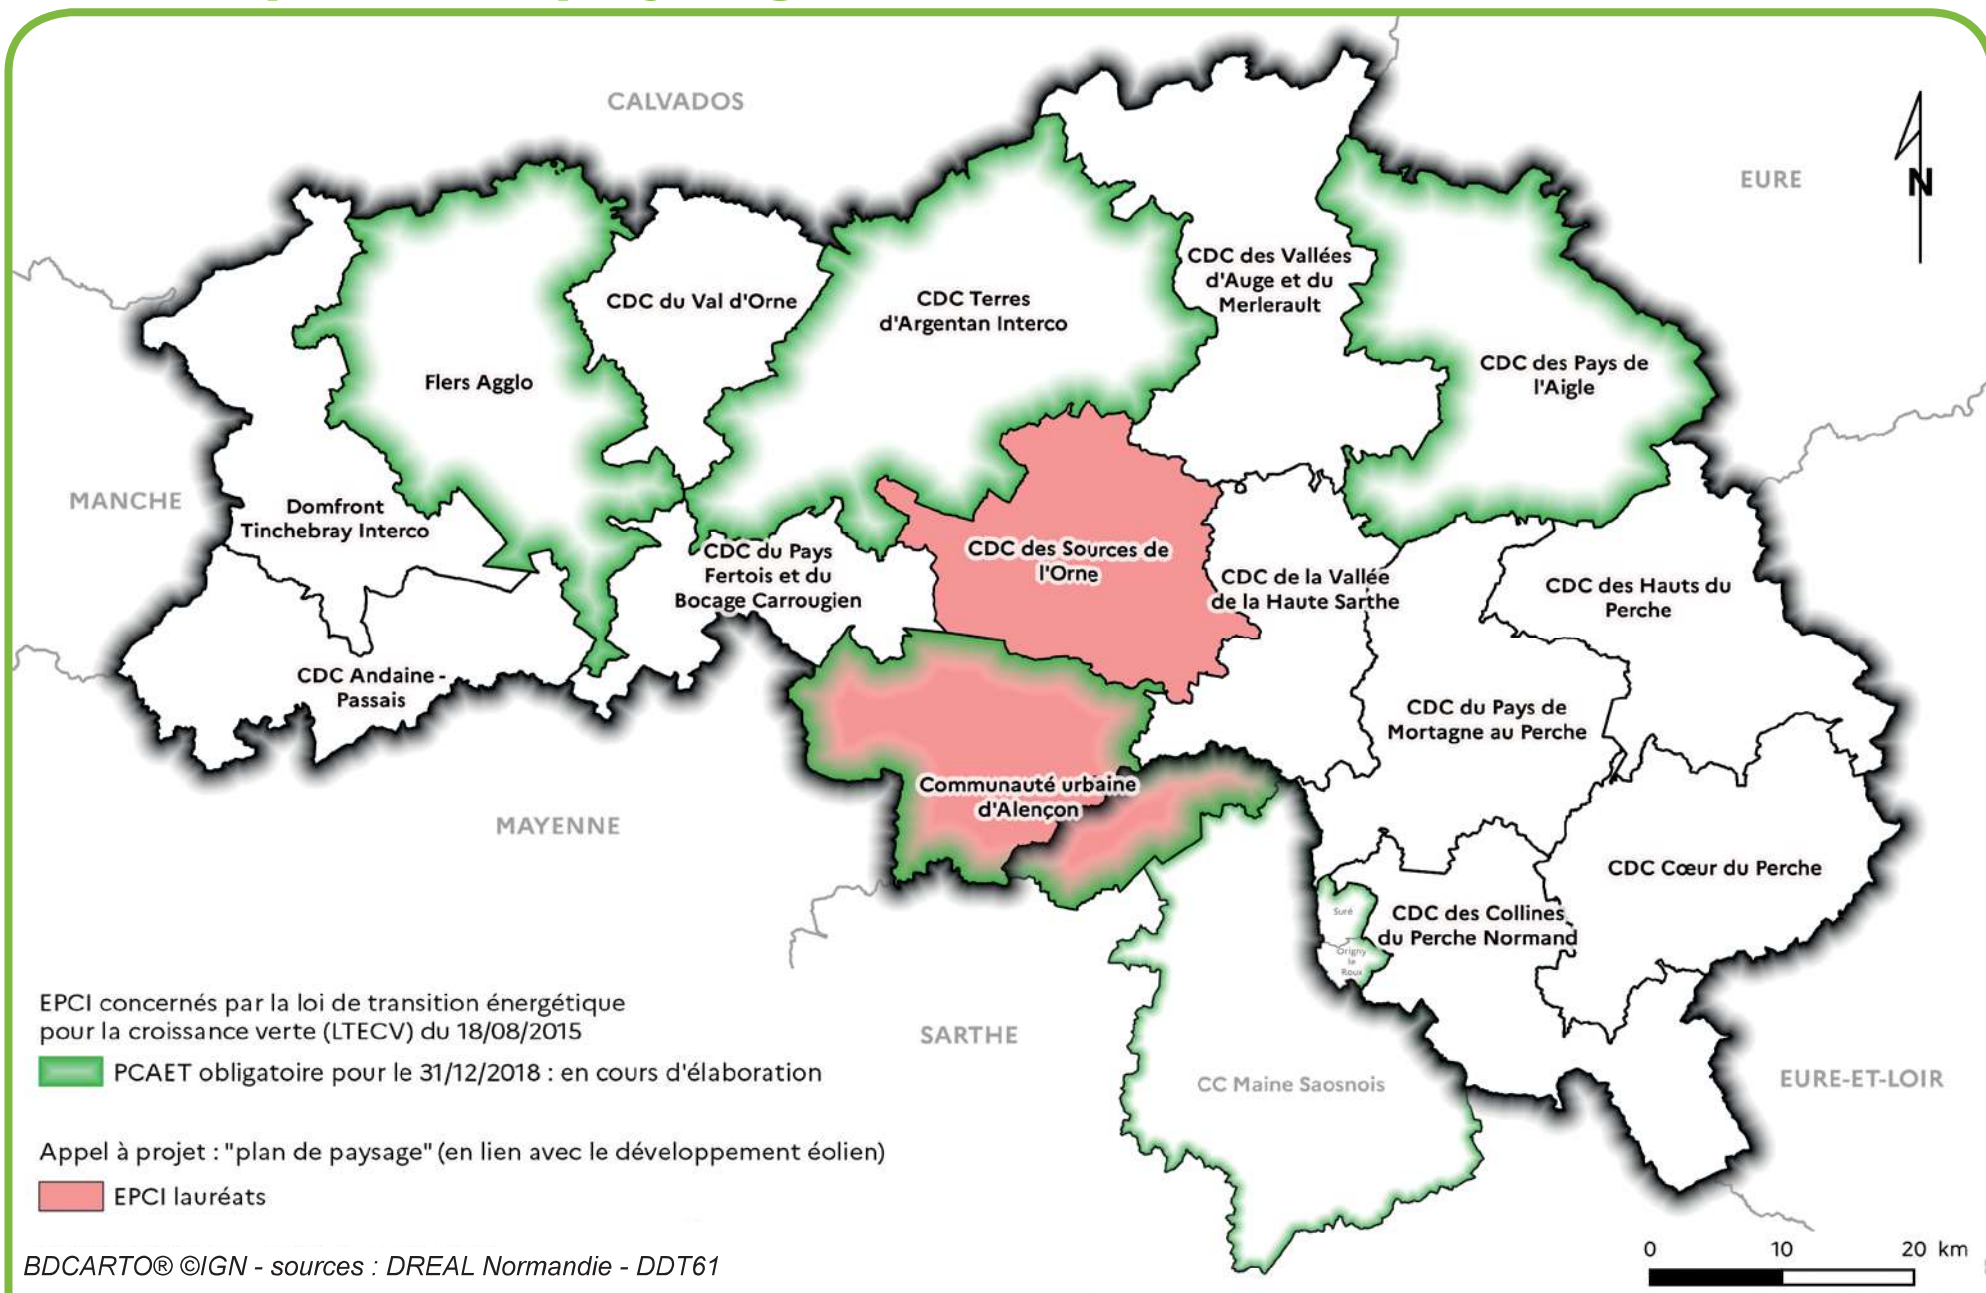 CALVADOS
EURE
N
CDC des Vallées
d'Auge et du
Merlerault
CDC du Val d'Orne
CDC Terres
d'Argentan Interco
Flers Agglo
CDC des Pays de
l'Aigle
MANCHE
Domfront
Tinchebray Interco
CDC du Pays
Fertois et du
Bocage Carrougien
CDC des Sources de
l'Orne
CDC de la Vallée
de la Haute Sarthe
CDC des Hauts du
Perche
CDC Andaine -
Passais
CDC du Pays de
Mortagne au Perche
Communauté urbaine
d'Alençon
MAYENNE
CDC Cœur du Perche
Suré
CDC des Collines
du Perche Normand
Origny
le
Roux
SARTHE
CC Maine Saosnois
EURE-ET-LOIR
EPCI concernés par la loi de transition énergétique
pour la croissance verte (LTECV) du 18/08/2015
PCAET obligatoire pour le 31/12/2018 : en cours d'élaboration
Appel à projet : "plan de paysage" (en lien avec le développement éolien)
EPCI lauréats
0 10 20 km
BDCARTO® ©IGN - sources : DREAL Normandie - DDT61